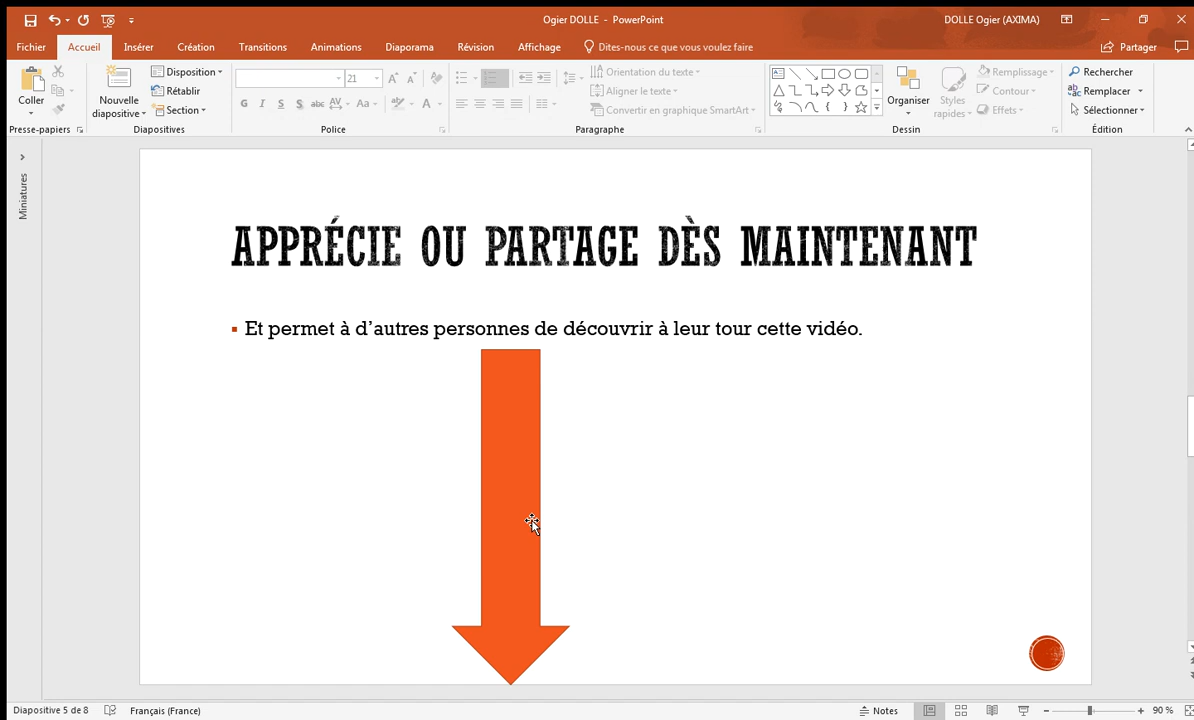 Ogier DOLLE - PowerPoint
DOLLE Ogier (AXIMA)
Fichier Accueil Insérer Création Transitions Animations Diaporama Révision Affichage Dites-nous ce que vous voulez faire Partager
Coller
Presse-papiers
Nouvelle
diapositive
Disposition
Rétablir
Section
Diapositives
21
G I S S abc AV Aa A
Police
Orientation du texte
Aligner le texte
Convertir en graphique SmartArt
Paragraphe
Organiser
Styles
rapides
Remplissage
Contour
Effets
Dessin
Rechercher
Remplacer
Sélectionner
Édition
Miniatures
APPRÉCIE OU PARTAGE DÈS MAINTENANT
▪ Et permet à d’autres personnes de découvrir à leur tour cette vidéo.
Diapositive 5 de 8 Français (France) Notes 90 %